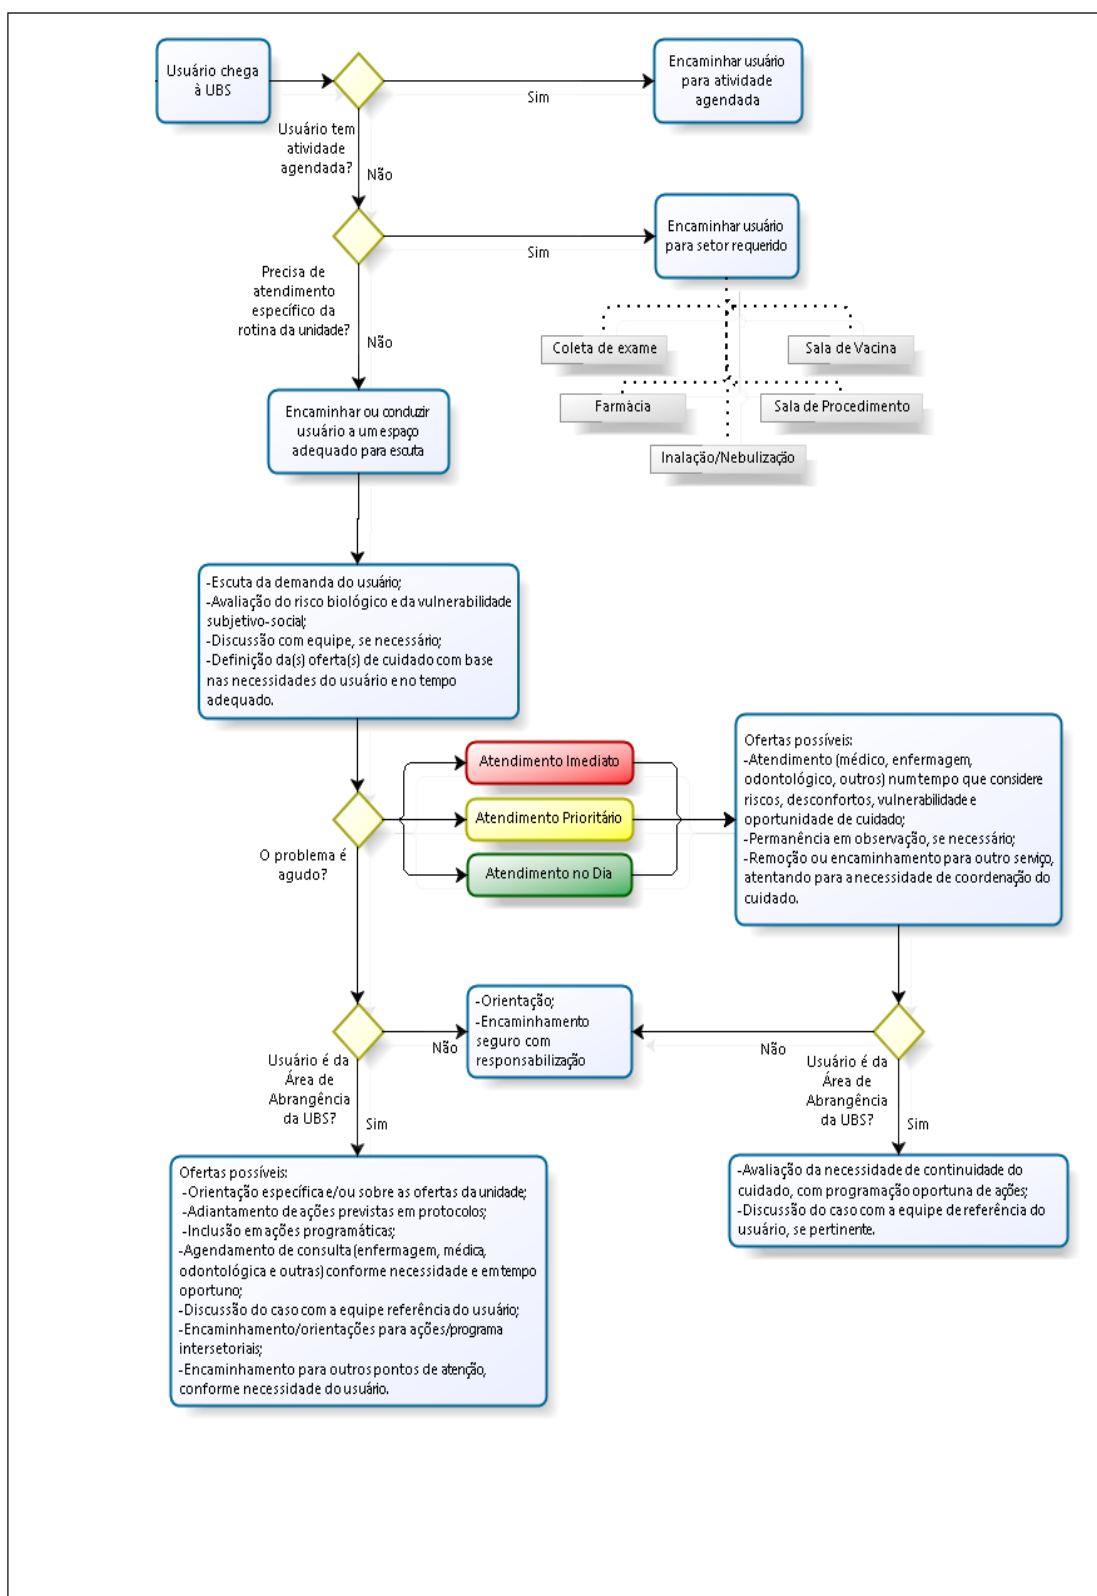 Usuário chega
à UBS
Sim
Encaminhar usuário
para atividade
agendada
Usuário tem
atividade
agendada?
Não
Sim
Encaminhar usuário
para setor requerido
Precisa de
atendimento
específico da
rotina da unidade?
Não
Coleta de exame
Sala de Vacina
Farmácia
Sala de Procedimento
Inalação/Nebulização
Encaminhar ou conduzir
usuário a um espaço
adequado para escuta
-Escuta da demanda do usuário;
-Avaliação do risco biológico e da vulnerabilidade
subjetivo-social;
-Discussão com equipe, se necessário;
-Definição da(s) oferta(s) de cuidado com base
nas necessidades do usuário e no tempo
adequado.
O problema é
agudo?
Atendimento Imediato
Atendimento Prioritário
Atendimento no Dia
Ofertas possíveis:
-Atendimento (médico, enfermagem,
odontológico, outros) num tempo que considere
riscos, desconfortos, vulnerabilidade e
oportunidade de cuidado;
-Permanência em observação, se necessário;
-Remoção ou encaminhamento para outro serviço,
atentando para a necessidade de coordenação do
cuidado.
Usuário é da
Área de
Abrangência
da UBS?
Não
Sim
-Orientação;
-Encaminhamento
seguro com
responsabilização
Não
Usuário é da
Área de
Abrangência
da UBS?
Sim
Ofertas possíveis:
-Orientação específica e/ou sobre as ofertas da unidade;
-Adiantamento de ações previstas em protocolos;
-Inclusão em ações programáticas;
-Agendamento de consulta (enfermagem, médica,
odontológica e outras) conforme necessidade e em tempo
oportuno;
-Discussão do caso com a equipe referência do usuário;
-Encaminhamento/orientações para ações/programa
intersetoriais;
-Encaminhamento para outros pontos de atenção,
conforme necessidade do usuário.
-Avaliação da necessidade de continuidade do
cuidado, com programação oportuna de ações;
-Discussão do caso com a equipe de referência do
usuário, se pertinente.